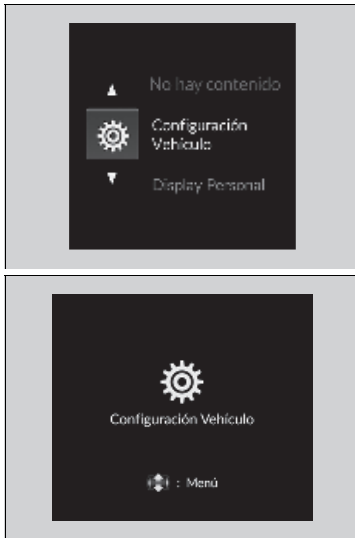 No hay contenido
Configuración
Vehículo
Display Personal
Configuración Vehículo
: Menú